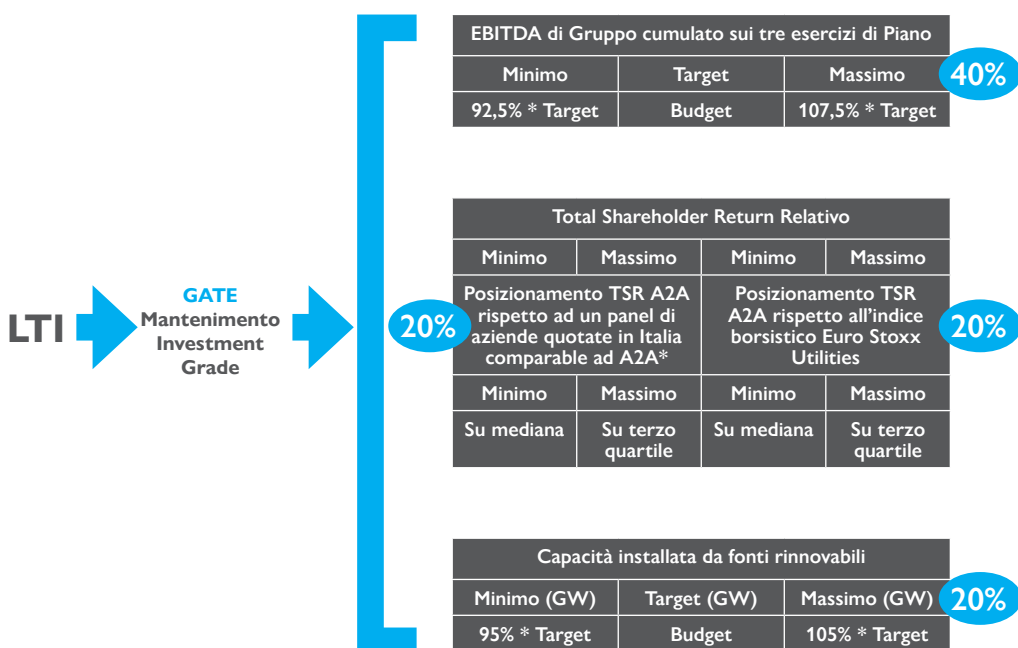 LTI
GATE
Mantenimento
Investment
Grade
EBITDA di Gruppo cumulato sui tre esercizi di Piano
Minimo Target Massimo
92,5% * Target Budget 107,5% * Target
40%
Total Shareholder Return Relativo
Minimo Massimo Minimo Massimo
20%
Posizionamento TSR A2A
rispetto ad un panel di
aziende quotate in Italia
comparable ad A2A*
Posizionamento TSR
A2A rispetto all’indice
borsistico Euro Stoxx
Utilities
20%
Minimo Massimo Minimo Massimo
Su mediana Su terzo
quartile
Su mediana Su terzo
quartile
Capacità installata da fonti rinnovabili
Minimo (GW) Target (GW) Massimo (GW)
95% * Target Budget 105% * Target
20%